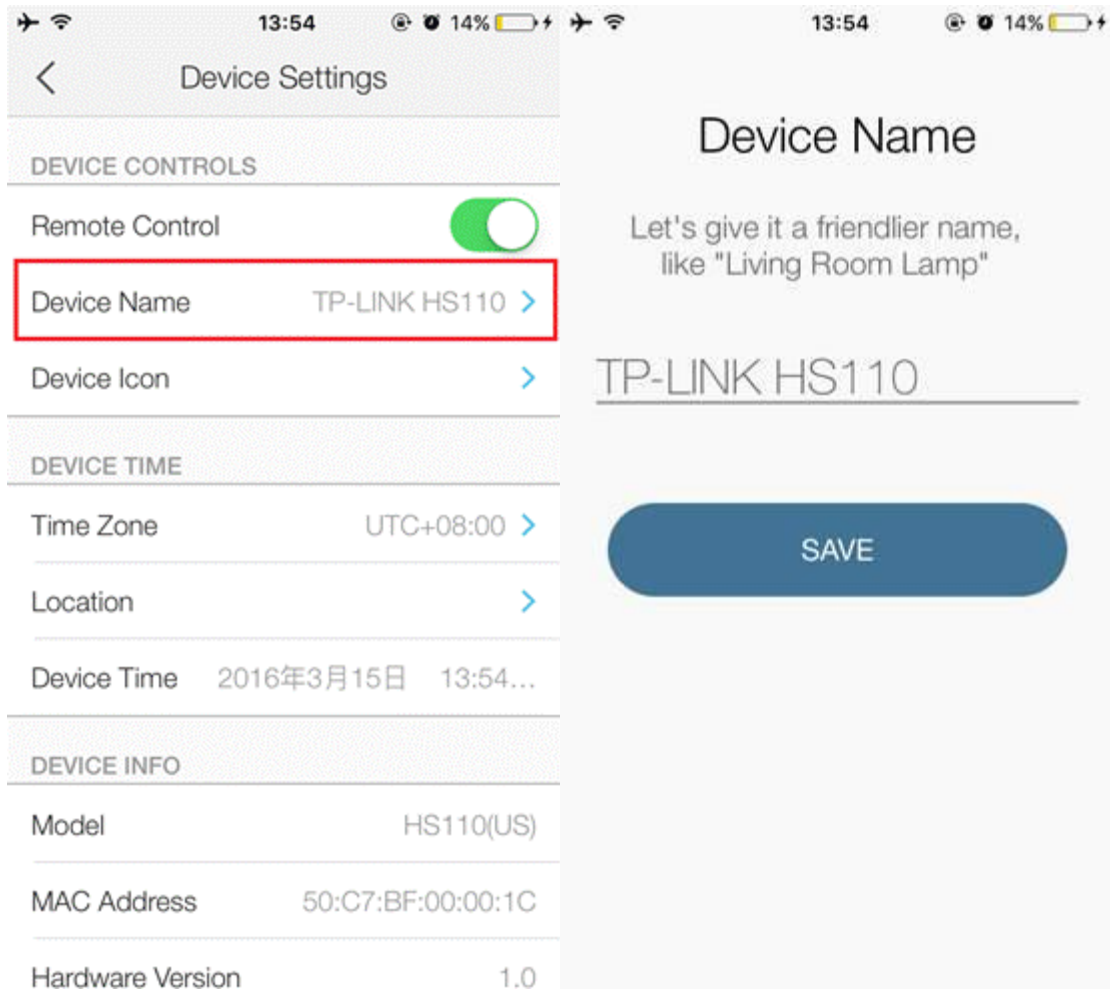 13:54 14%
Device Settings
DEVICE CONTROLS
Remote Control
Device Name TP-LINK HS110
Device Icon
DEVICE TIME
Time Zone UTC+08:00
Location
Device Time 2016年3月15日 13:54...
DEVICE INFO
Model HS110(US)
MAC Address 50:C7:BF:00:00:1C
Hardware Version 1.0
13:54 14%
Device Name
Let's give it a friendlier name,
like "Living Room Lamp"
TP-LINK HS110
SAVE